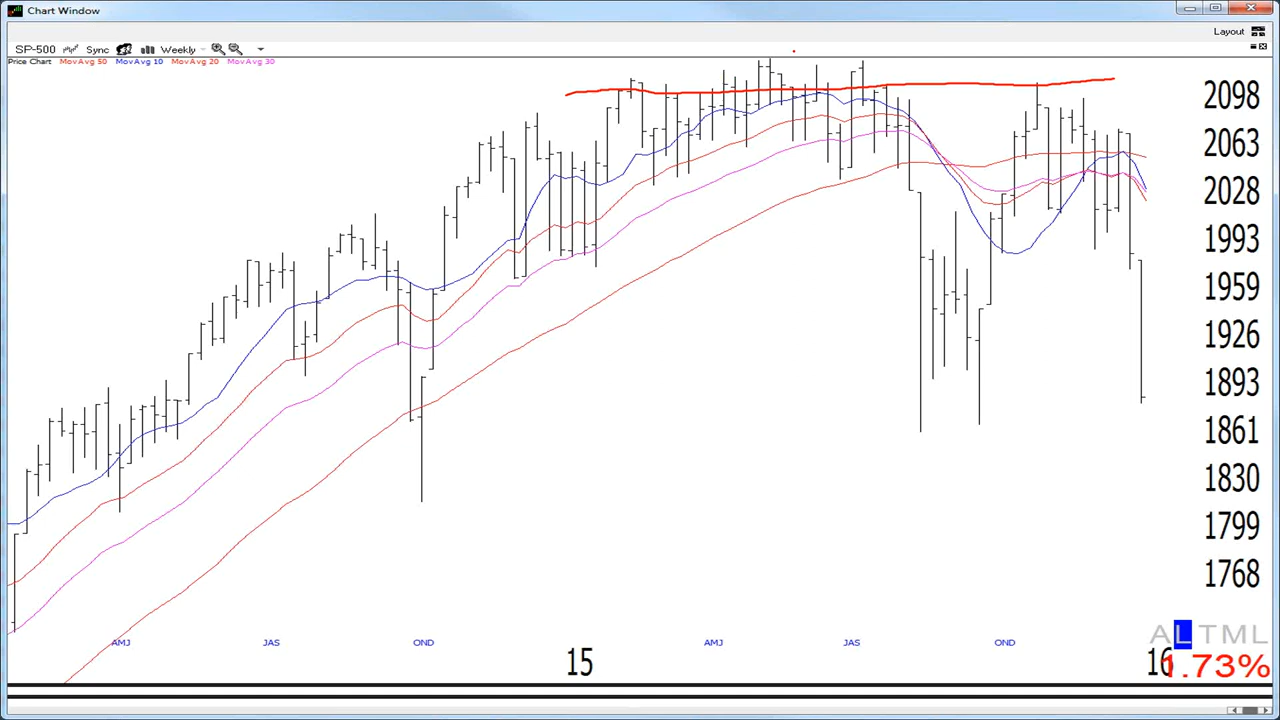 Chart Window
Layout
SP-500 Sync Weekly
Price Chart MovAvg 50 MovAvg 10 MovAvg 20 MovAvg 30
2098
2063
2028
1993
1959
1926
1893
1861
1830
1799
1768
AMJ JAS OND AMJ JAS OND
15 16
ALTML
1.73%